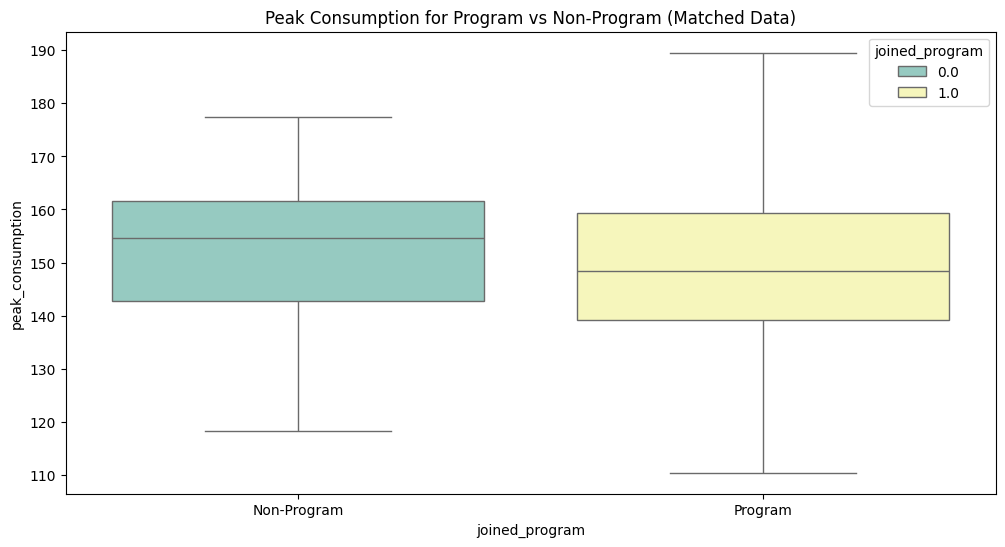 Peak Consumption for Program vs Non-Program (Matched Data)
joined_program
0.0
1.0
peak_consumption
190
180
170
160
150
140
130
120
110
Non-Program
Program
joined_program